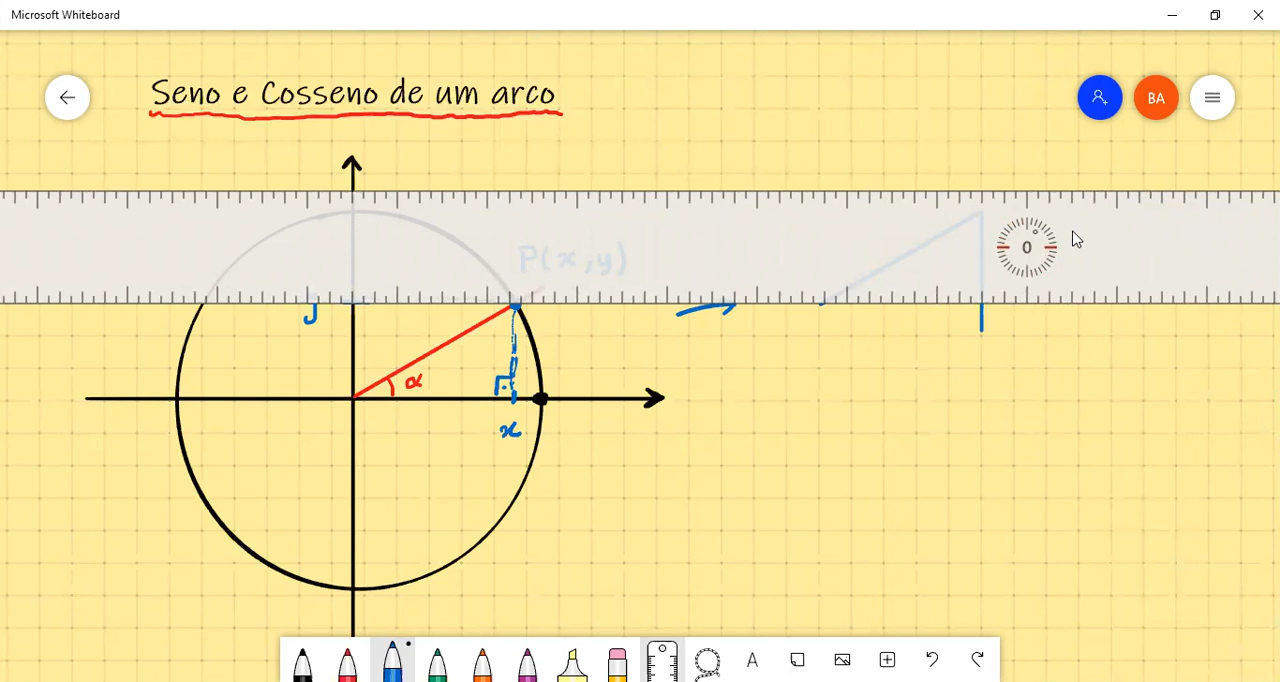 Microsoft Whiteboard
Seno e Cosseno de um arco
BA
P(x,y)
0
α
x
A